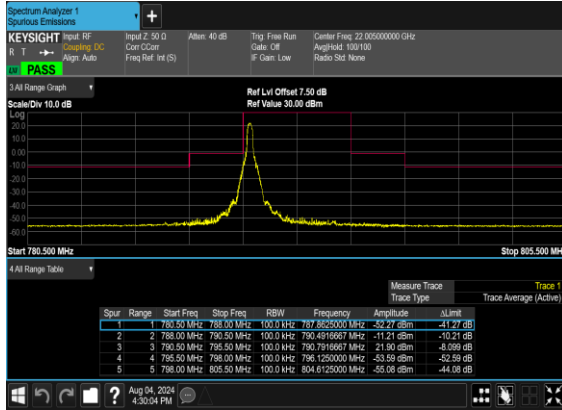 Spectrum Analyzer 1
Spurious Emissions
KEYSIGHT Input: RF Input Z: 50 Ω Atten: 40 dB Trig: Free Run Center Freq: 22.005000000 GHz
R T Coupling: DC Corr CCorr Gate: Off Avg|Hold: 100/100
Align: Auto Freq Ref: Int (S) IF Gain: Low Radio Std: None
PASS
3 All Range Graph
Ref Lvl Offset 7.50 dB
Scale/Div 10.0 dB Ref Value 30.00 dBm
Log
20.0
10.0
0.00
-10.0
-20.0
-30.0
-40.0
-50.0
-60.0
Start 780.500 MHz Stop 805.500 MHz
4 All Range Table
Measure Trace Trace 1
Trace Type Trace Average (Active)
Spur Range Start Freq Stop Freq RBW Frequency Amplitude ΔLimit
1 1 780.50 MHz 788.00 MHz 100.0 kHz 787.8625000 MHz -52.27 dBm -41.27 dB
2 2 788.00 MHz 790.50 MHz 100.0 kHz 790.4916667 MHz -11.21 dBm -10.21 dB
3 3 790.50 MHz 795.50 MHz 100.0 kHz 790.7916667 MHz 21.90 dBm -8.099 dB
4 4 795.50 MHz 798.00 MHz 100.0 kHz 796.1250000 MHz -53.59 dBm -52.59 dB
5 5 798.00 MHz 805.50 MHz 100.0 kHz 804.6125000 MHz -55.08 dBm -44.08 dB
Aug 04, 2024
4:30:04 PM